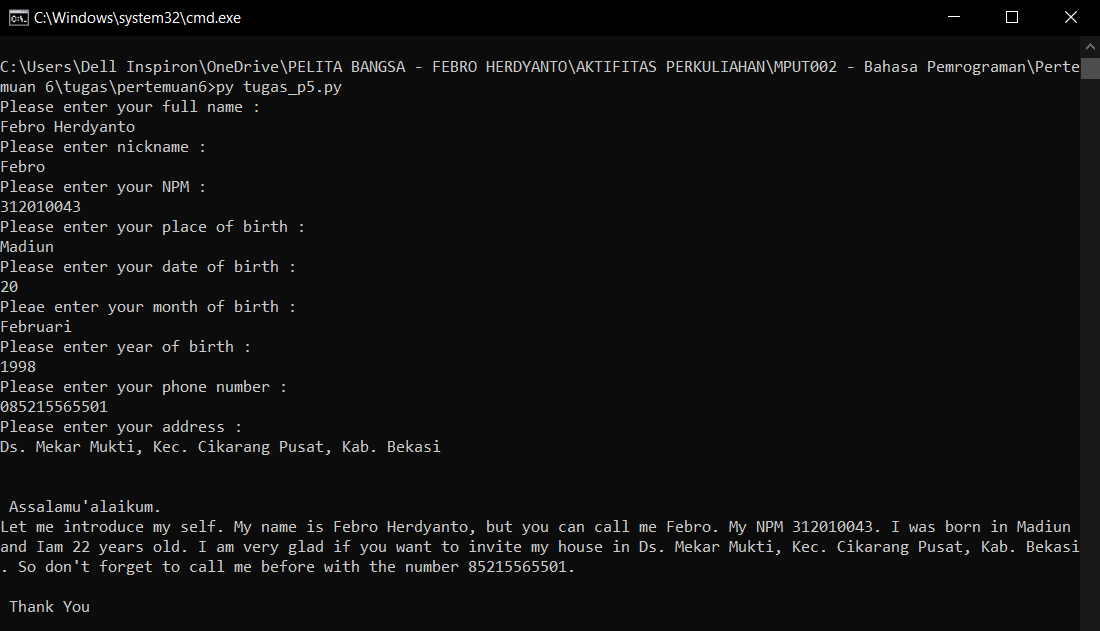 C:\Windows\system32\cmd.exe
C:\Users\Dell Inspiron\OneDrive\PELITA BANGSA - FEBRO HERDYANTO\AKTIFITAS PERKULIAHAN\MPUT002 - Bahasa Pemrograman\Perte
muan 6\tugas\pertemuan6>py tugas_p5.py
Please enter your full name :
Febro Herdyanto
Please enter nickname :
Febro
Please enter your NPM :
312010043
Please enter your place of birth :
Madiun
Please enter your date of birth :
20
Pleae enter your month of birth :
Februari
Please enter year of birth :
1998
Please enter your phone number :
085215565501
Please enter your address :
Ds. Mekar Mukti, Kec. Cikarang Pusat, Kab. Bekasi
Assalamu'alaikum.
Let me introduce my self. My name is Febro Herdyanto, but you can call me Febro. My NPM 312010043. I was born in Madiun
and Iam 22 years old. I am very glad if you want to invite my house in Ds. Mekar Mukti, Kec. Cikarang Pusat, Kab. Bekasi
. So don't forget to call me before with the number 85215565501.
Thank You